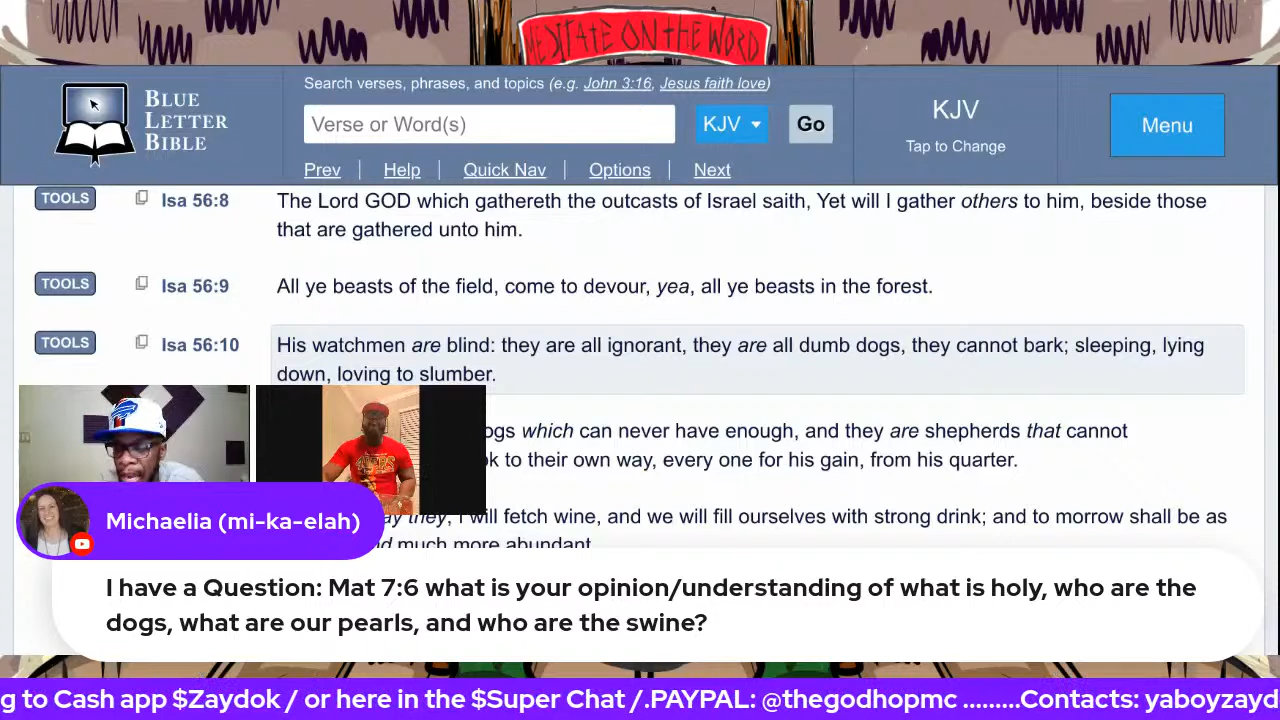 MEDITATE ON THE WORD
BLUE
LETTER
BIBLE
Search verses, phrases, and topics (e.g. John 3:16, Jesus faith love)
Verse or Word(s)
KJV
Go
Prev
Help
Quick Nav
Options
Next
KJV
Tap to Change
Menu
TOOLS
Isa 56:8
The Lord GOD which gathereth the outcasts of Israel saith, Yet will I gather others to him, beside those
that are gathered unto him.
TOOLS
Isa 56:9
All ye beasts of the field, come to devour, yea, all ye beasts in the forest.
TOOLS
Isa 56:10
His watchmen are blind: they are all ignorant, they are all dumb dogs, they cannot bark; sleeping, lying
down, loving to slumber.
which can never have enough, and they are shepherds that cannot
to their own way, every one for his gain, from his quarter.
they, I will fetch wine, and we will fill ourselves with strong drink; and to morrow shall be as
much more abundant.
Michaelia (mi-ka-elah)
I have a Question: Mat 7:6 what is your opinion/understanding of what is holy, who are the
dogs, what are our pearls, and who are the swine?
g to Cash app $Zaydok / or here in the $Super Chat /.PAYPAL: @thegodhopmc .........Contacts: yaboyzayd